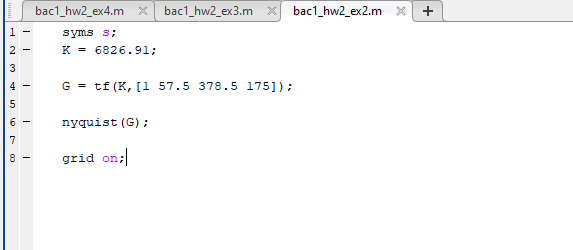 bac1_hw2_ex4.m bac1_hw2_ex3.m bac1_hw2_ex2.m +
1 - syms s;
2 - K = 6826.91;
3
4 - G = tf(K,[1 57.5 378.5 175]);
5
6 - nyquist(G);
7
8 - grid on;